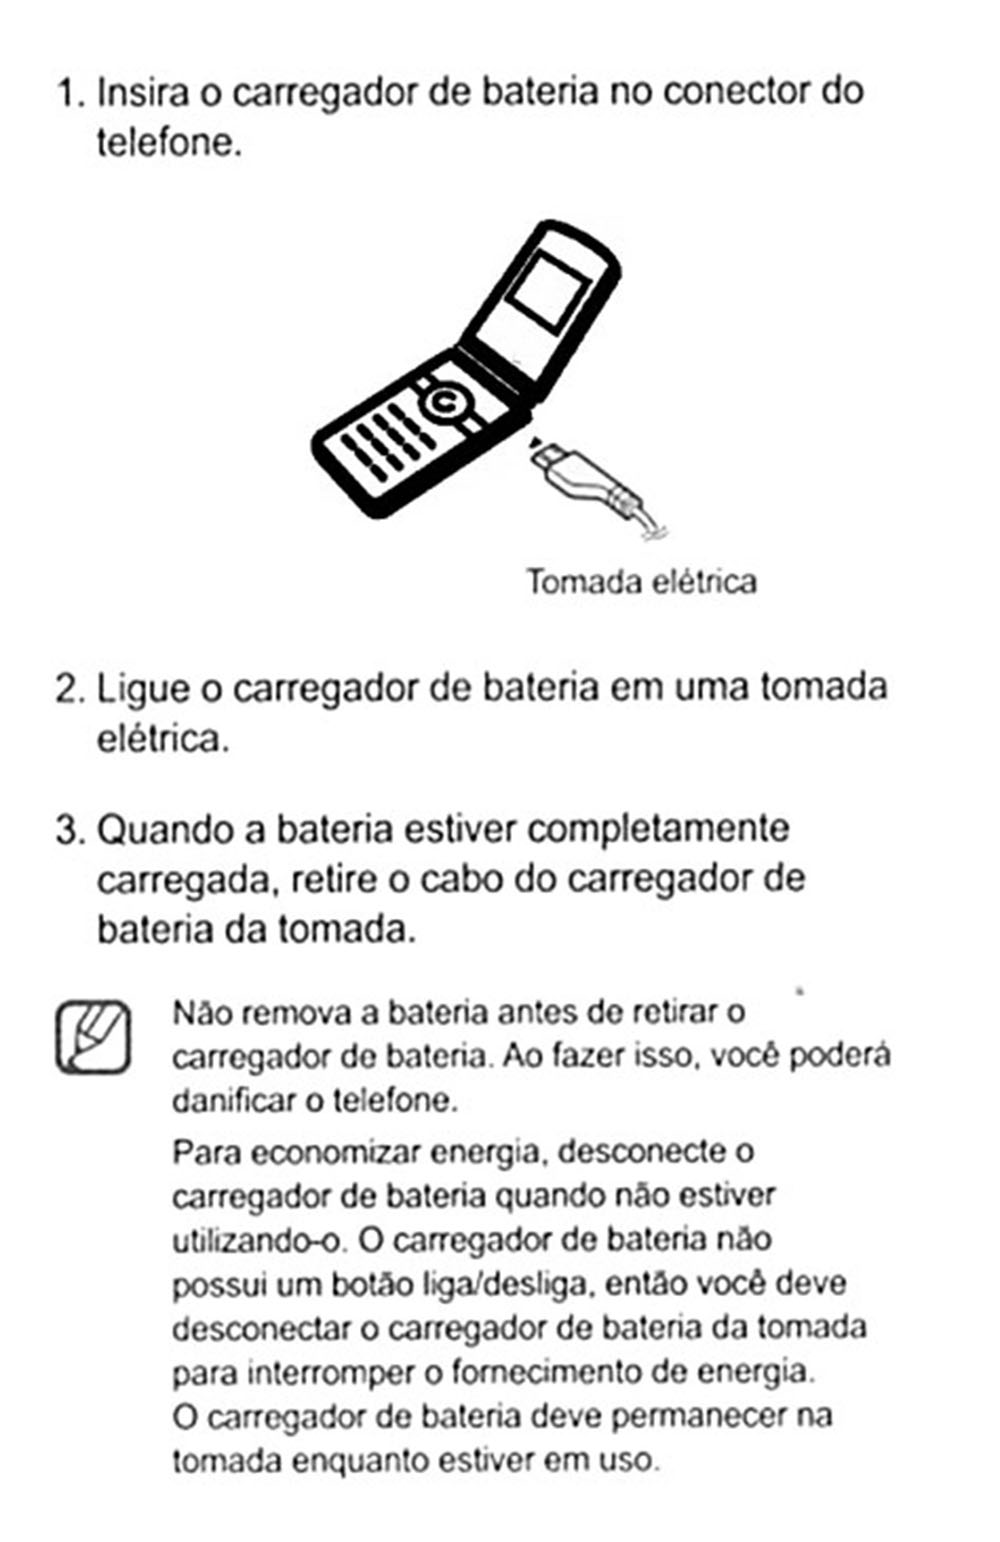 1. Insira o carregador de bateria no conector do
telefone.
C
Tomada elétrica
2. Ligue o carregador de bateria em uma tomada
elétrica.
3. Quando a bateria estiver completamente
carregada, retire o cabo do carregador de
bateria da tomada.
Não remova a bateria antes de retirar o
carregador de bateria. Ao fazer isso, você poderá
danificar o telefone.
Para economizar energia, desconecte o
carregador de bateria quando não estiver
utilizando-o. O carregador de bateria não
possui um botão liga/desliga, então você deve
desconectar o carregador de bateria da tomada
para interromper o fornecimento de energia.
O carregador de bateria deve permanecer na
tomada enquanto estiver em uso.